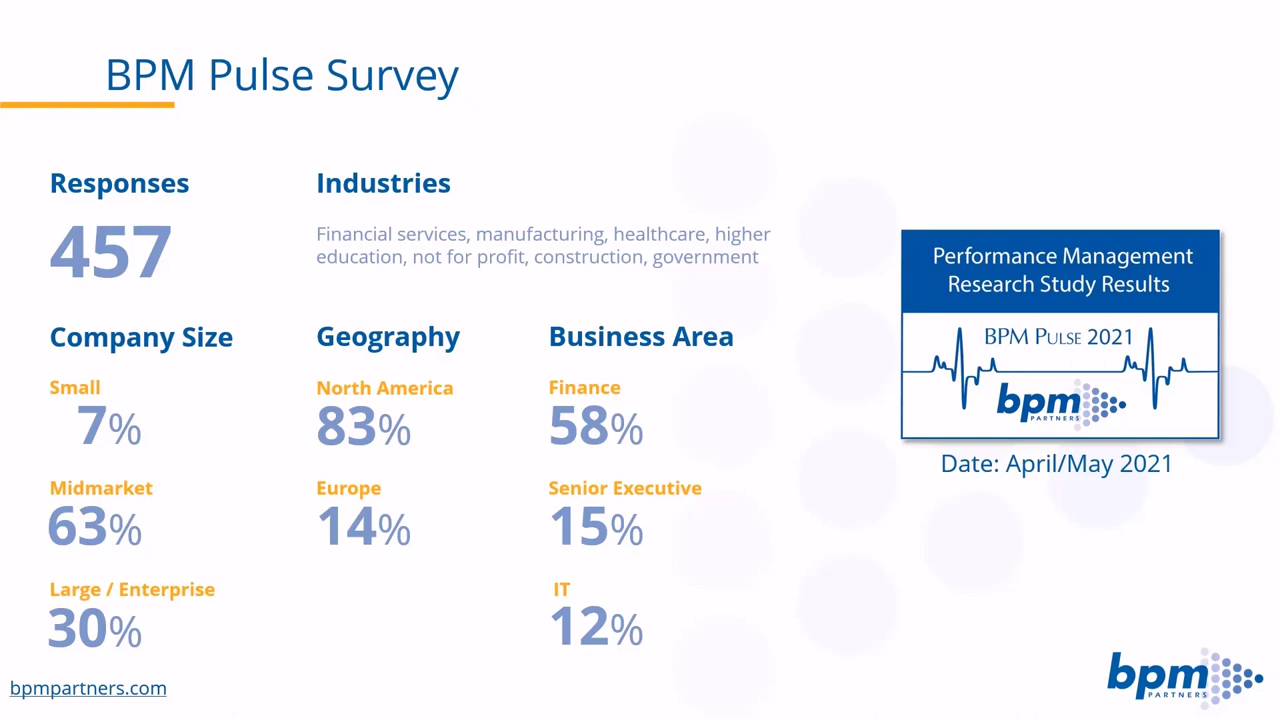 BPM Pulse Survey
Responses
457
Industries
Financial services, manufacturing, healthcare, higher
education, not for profit, construction, government
Company Size
Small
7%
Midmarket
63%
Large / Enterprise
30%
Geography
North America
83%
Europe
14%
Business Area
Finance
58%
Senior Executive
15%
IT
12%
Performance Management
Research Study Results
BPM PULSE 2021
bpm
PARTNERS
Date: April/May 2021
bpmpartners.com
bpm
PARTNERS